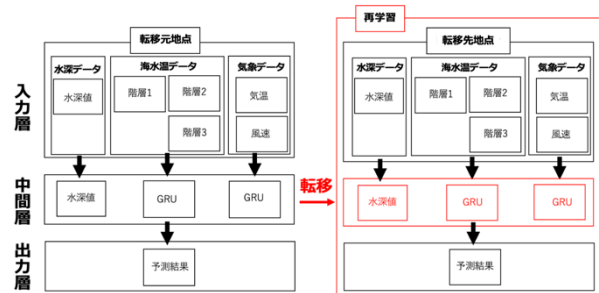 再学習
転移元地点
転移先地点
水深データ
海水温データ
気象データ
水深データ
海水温データ
気象データ
入力層
水深値
階層1
階層2
気温
階層3
風速
水深値
階層1
階層2
気温
階層3
風速
中間層
水深値
GRU
GRU
転移
水深値
GRU
GRU
出力層
予測結果
予測結果